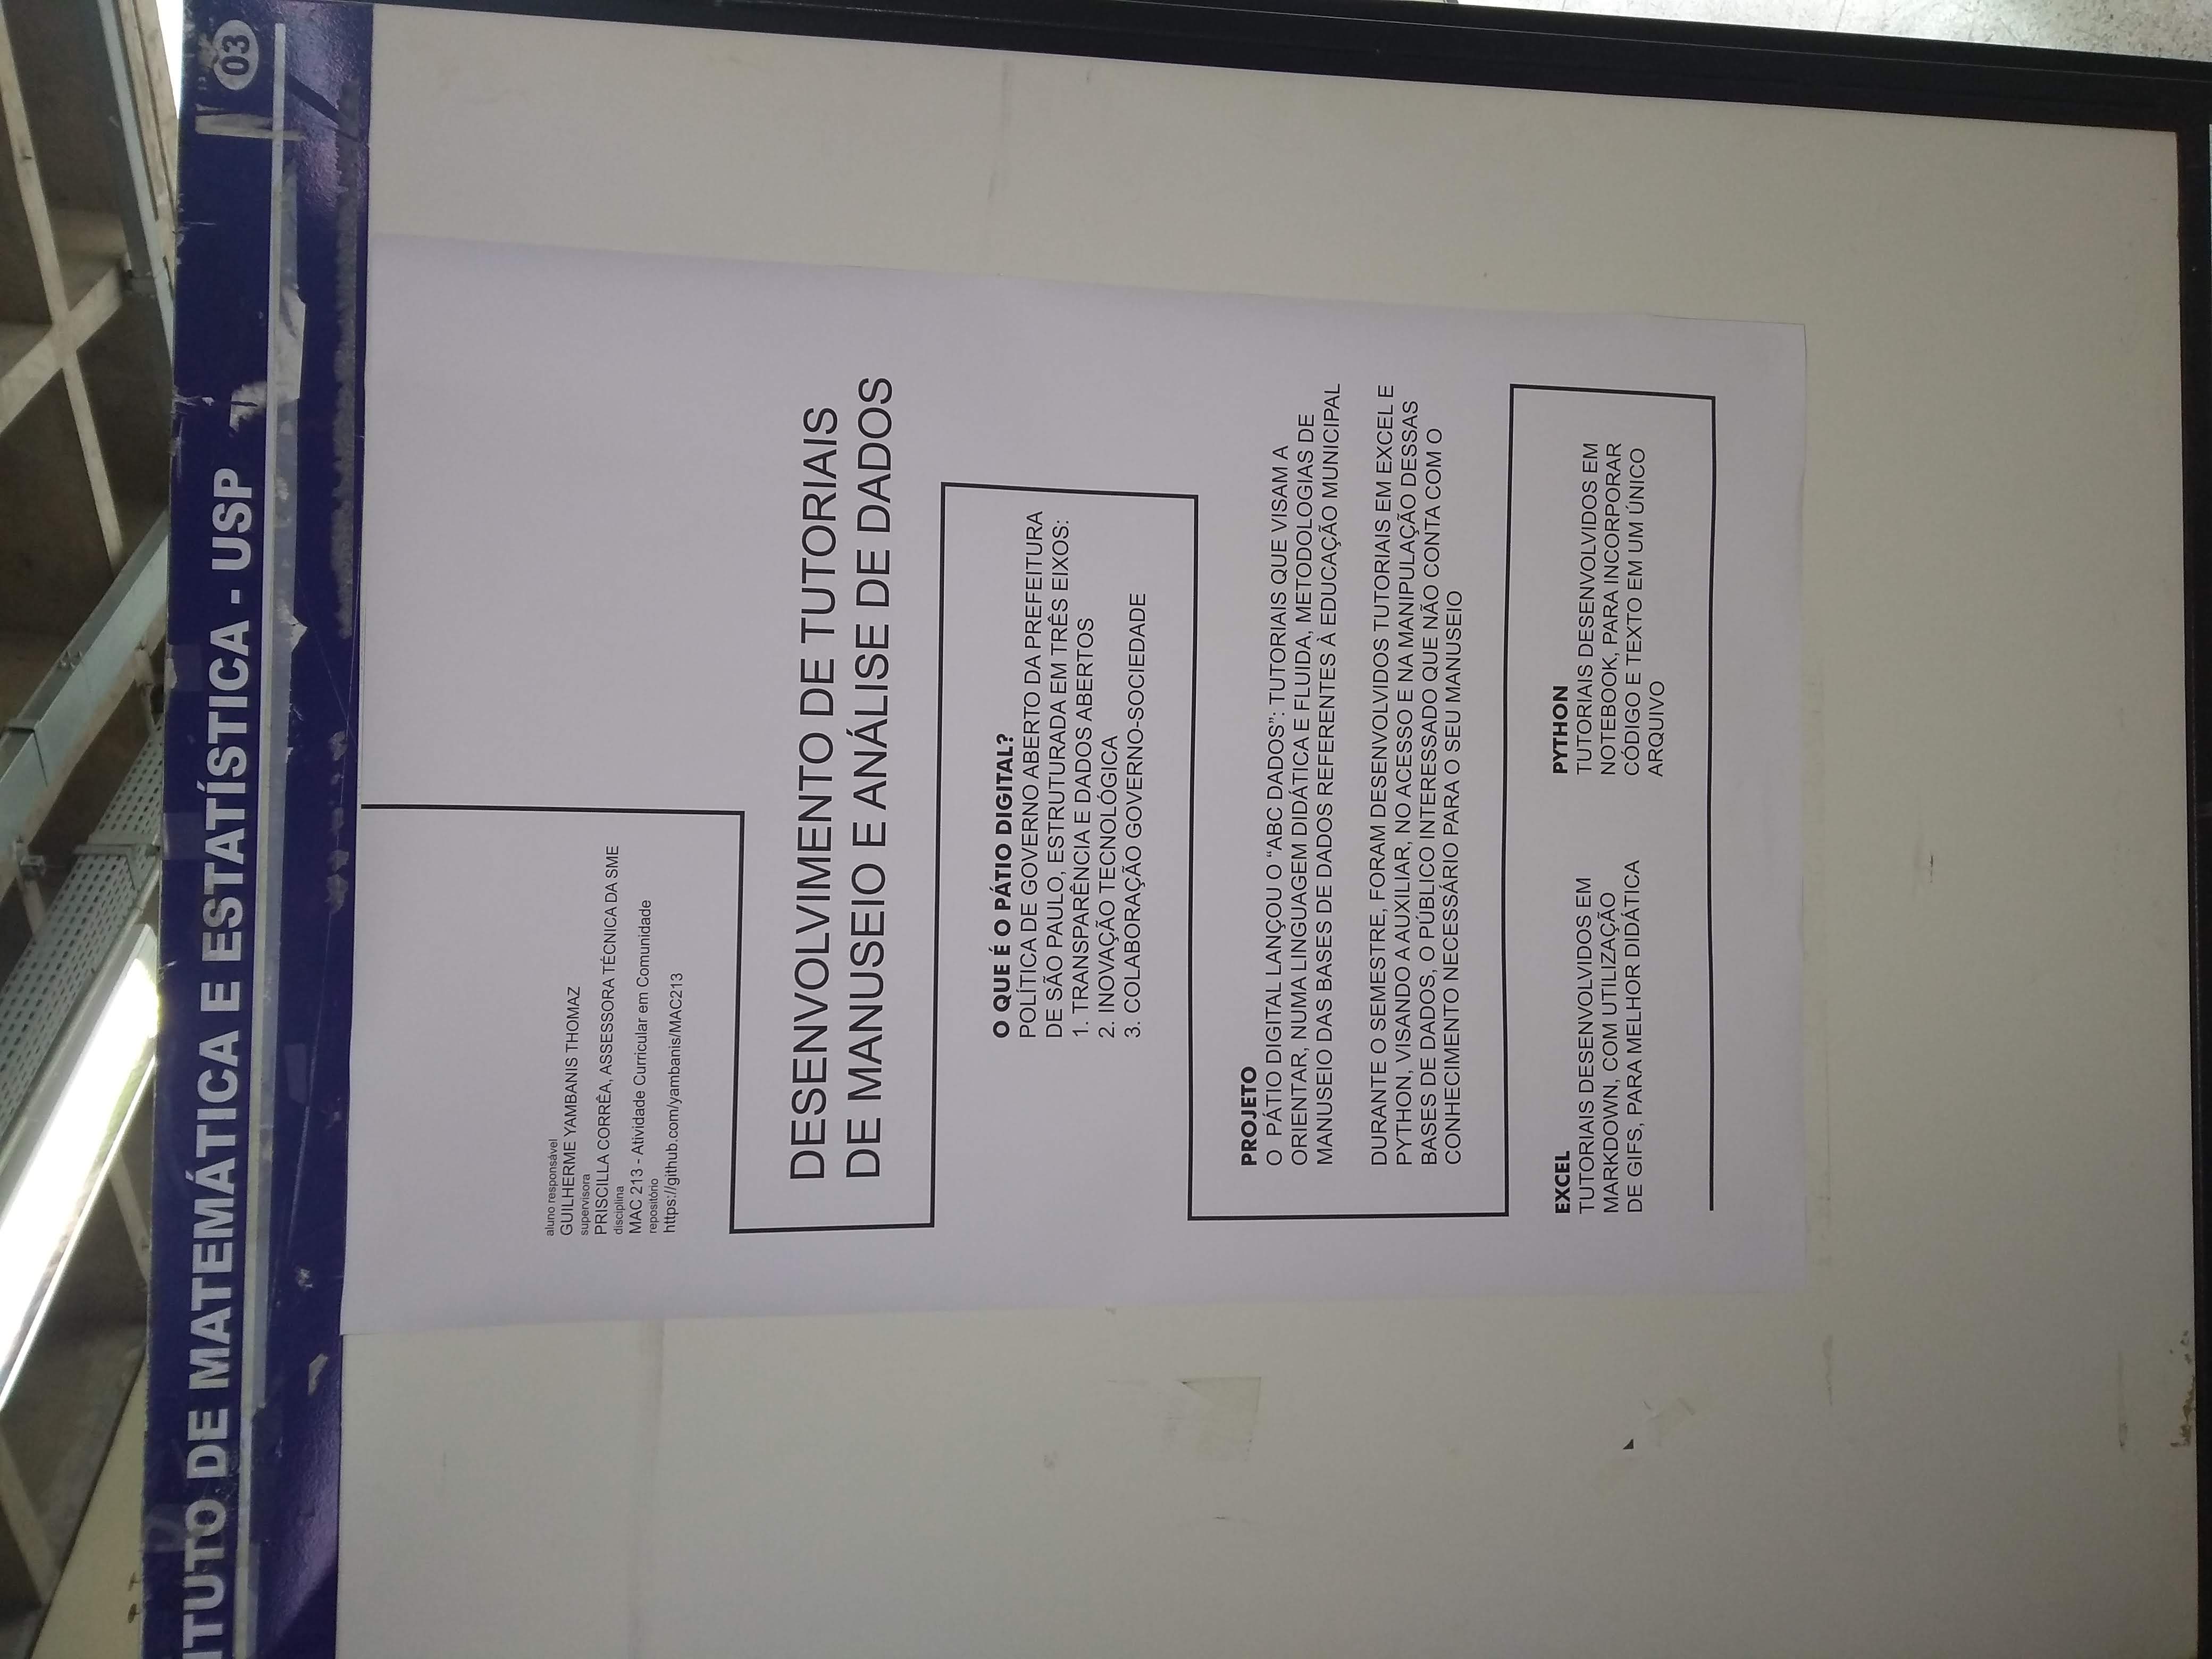 ITUTO DE MATEMÁTICA E ESTATÍSTICA - USP
03
aluno responsável
GUILHERME YAMBANIS THOMAZ
supervisora
PRISCILLA CORRÊA, ASSESSORA TÉCNICA DA SME
disciplina
MAC 213 - Atividade Curricular em Comunidade
repositório
https://github.com/yambanis/MAC213
DESENVOLVIMENTO DE TUTORIAIS
DE MANUSEIO E ANÁLISE DE DADOS
O QUE É O PÁTIO DIGITAL?
POLÍTICA DE GOVERNO ABERTO DA PREFEITURA
DE SÃO PAULO, ESTRUTURADA EM TRÊS EIXOS:
1. TRANSPARÊNCIA E DADOS ABERTOS
2. INOVAÇÃO TECNOLÓGICA
3. COLABORAÇÃO GOVERNO-SOCIEDADE
PROJETO
O PÁTIO DIGITAL LANÇOU O “ABC DADOS”: TUTORIAIS QUE VISAM A
ORIENTAR, NUMA LINGUAGEM DIDÁTICA E FLUIDA, METODOLOGIAS DE
MANUSEIO DAS BASES DE DADOS REFERENTES À EDUCAÇÃO MUNICIPAL
DURANTE O SEMESTRE, FORAM DESENVOLVIDOS TUTORIAIS EM EXCEL E
PYTHON, VISANDO A AUXILIAR, NO ACESSO E NA MANIPULAÇÃO DESSAS
BASES DE DADOS, O PÚBLICO INTERESSADO QUE NÃO CONTA COM O
CONHECIMENTO NECESSÁRIO PARA O SEU MANUSEIO
EXCEL
TUTORIAIS DESENVOLVIDOS EM
MARKDOWN, COM UTILIZAÇÃO
DE GIFS, PARA MELHOR DIDÁTICA
PYTHON
TUTORIAIS DESENVOLVIDOS EM
NOTEBOOK, PARA INCORPORAR
CÓDIGO E TEXTO EM UM ÚNICO
ARQUIVO